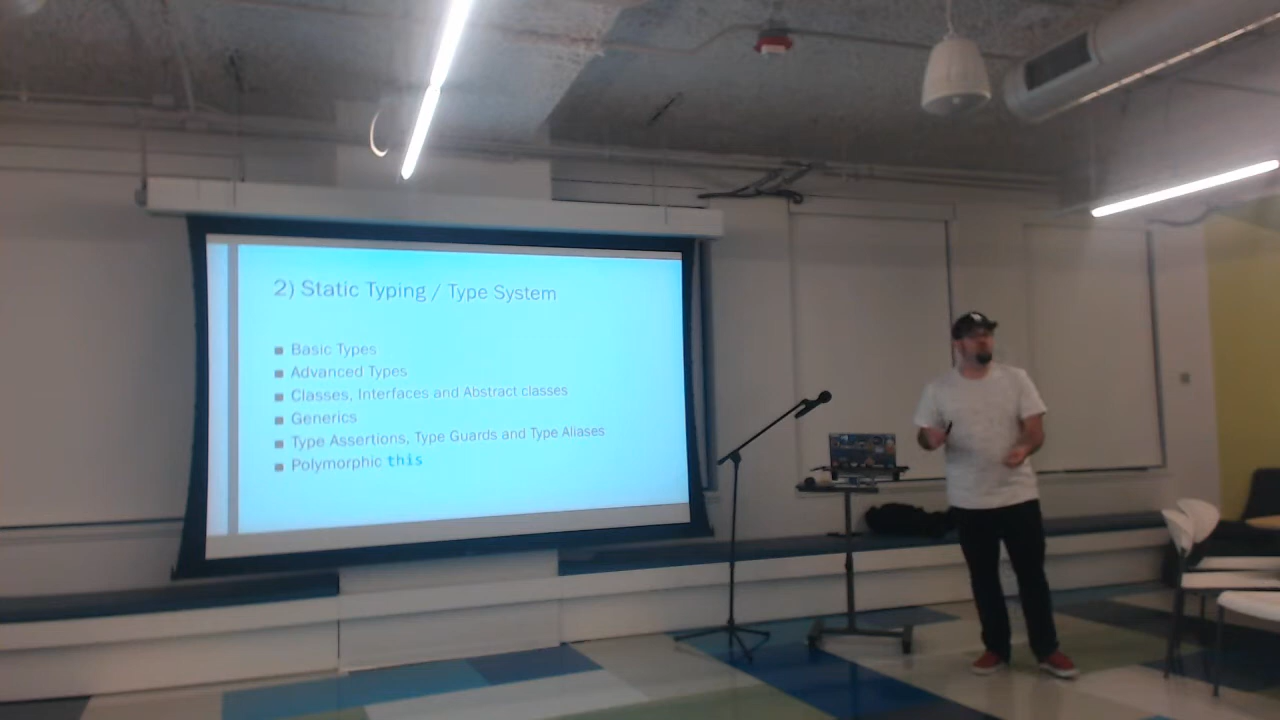 2) Static Typing / Type System
Basic Types
Advanced Types
Classes, Interfaces and Abstract classes
Generics
Type Assertions, Type Guards and Type Aliases
Polymorphic this